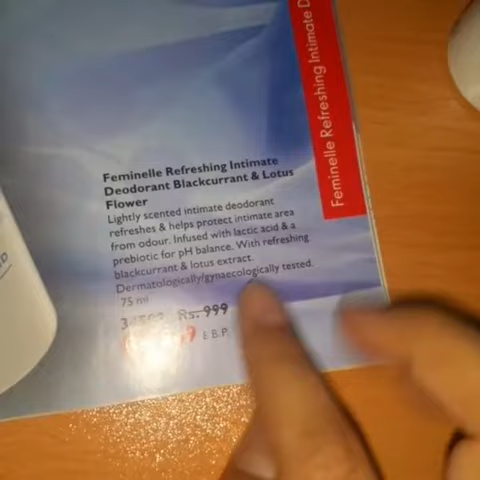 Feminelle Refreshing Intimate D
Feminelle Refreshing Intimate
Deodorant Blackcurrant & Lotus
Flower
Lightly scented intimate deodorant
refreshes & helps protect intimate area
from odour. Infused with lactic acid & a
prebiotic for pH balance. With refreshing
blackcurrant & lotus extract.
Dermatologically/gynaecologically tested.
75 ml
Rs. 999
B.P.